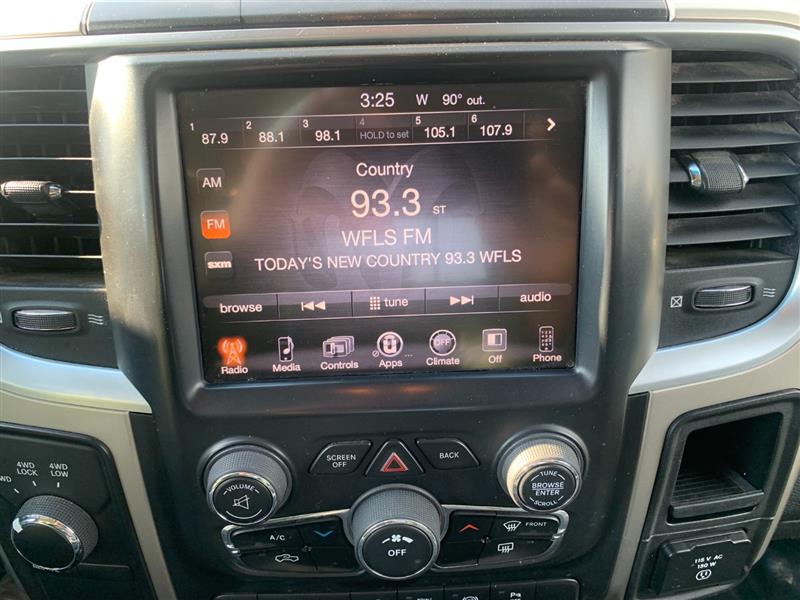 3:25 W 90° out.
1 87.9 2 88.1 3 98.1 4 HOLD to set 5 105.1 6 107.9
Country
AM
93.3 ST
FM
WFLS FM
sxm
TODAY'S NEW COUNTRY 93.3 WFLS
browse tune audio
Radio Media Controls Apps Climate Off Phone
OFF
4WD LOCK
4WD LOW
SCREEN OFF
BACK
VOLUME
TUNE
BROWSE
ENTER
SCROLL
A/C
OFF
FRONT
115 V AC
150 W